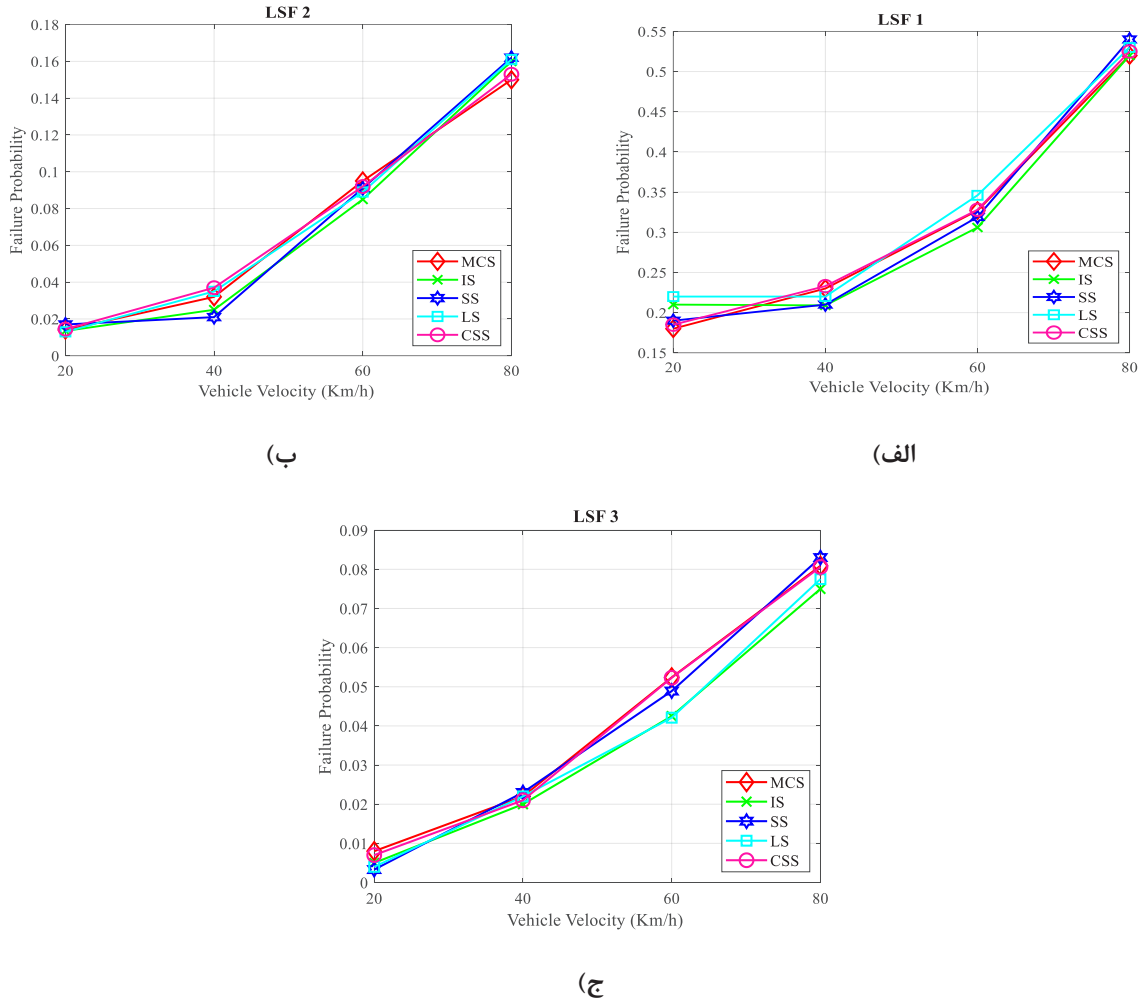 LSF 2
0.18
0.16
0.14
0.12
0.1
0.08
0.06
0.04
0.02
0
Failure Probability
MCS
IS
SS
LS
CSS
20
40
60
80
Vehicle Velocity (Km/h)
ب)
LSF 1
0.55
0.5
0.45
0.4
0.35
0.3
0.25
0.2
0.15
Failure Probability
MCS
IS
SS
LS
CSS
20
40
60
80
Vehicle Velocity (Km/h)
الف)
LSF 3
0.09
0.08
0.07
0.06
0.05
0.04
0.03
0.02
0.01
0
Failure Probability
MCS
IS
SS
LS
CSS
20
40
60
80
Vehicle Velocity (Km/h)
ج)